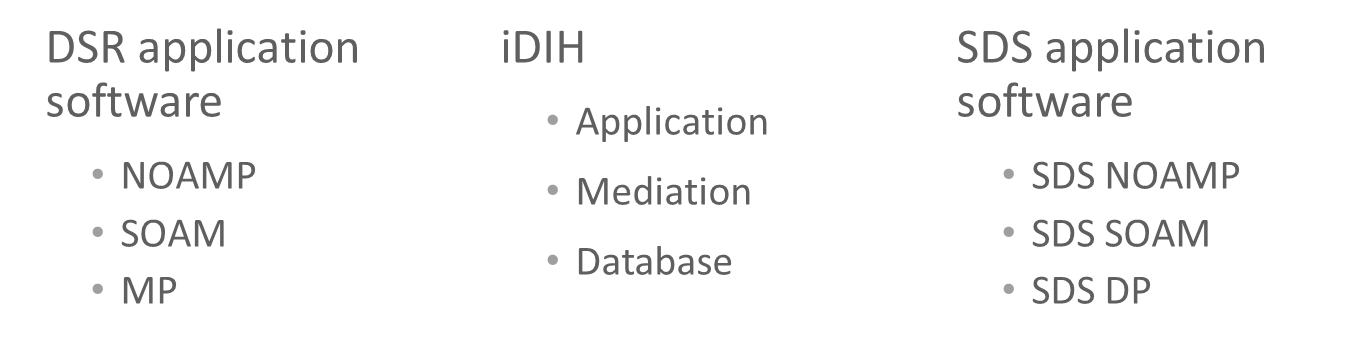 DSR application
software
• NOAMP
• SOAM
• MP
iDIH
• Application
• Mediation
• Database
SDS application
software
• SDS NOAMP
• SDS SOAM
• SDS DP